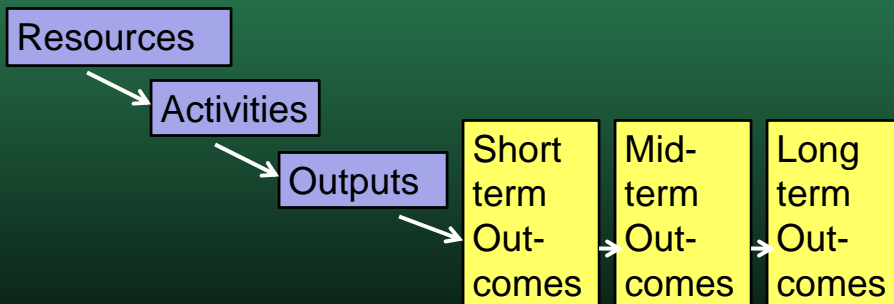 Resources
Activities
Outputs
Short
term
Out-
comes
Mid-
term
Out-
comes
Long
term
Out-
comes